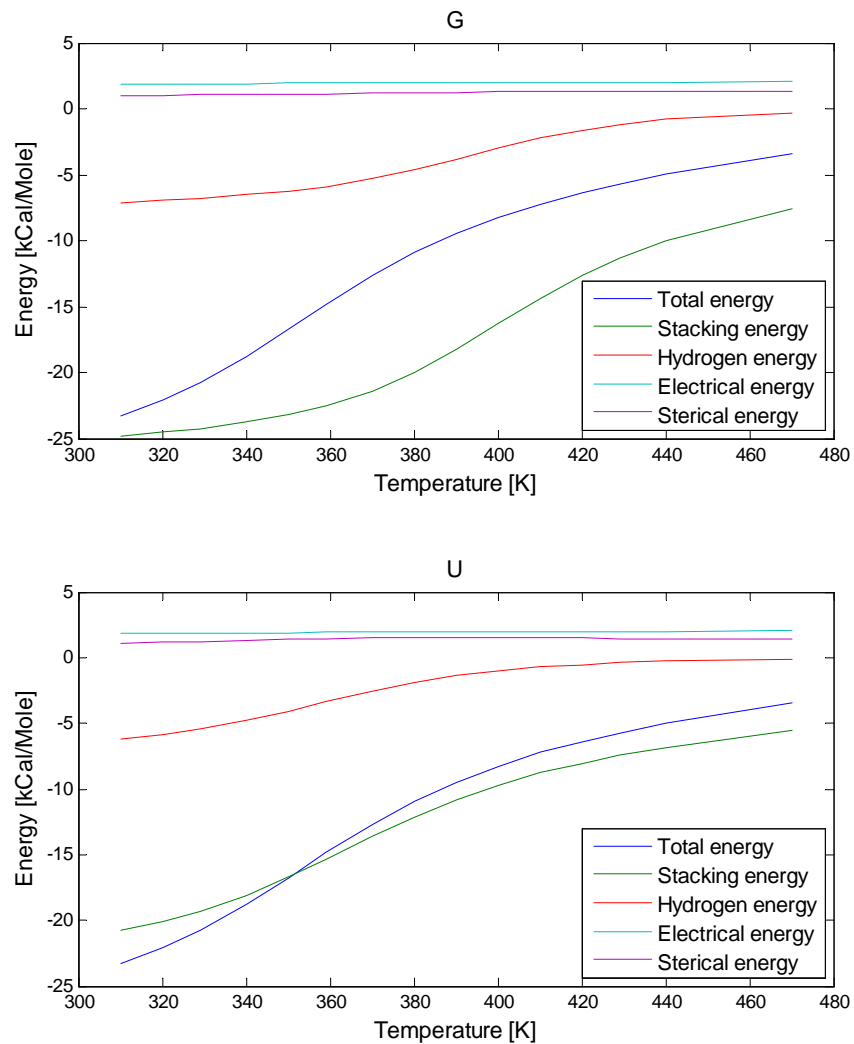 G
Energy [kCal/Mole]
5
0
-5
-10
-15
-20
-25
Total energy
Stacking energy
Hydrogen energy
Electrical energy
Sterical energy
300 320 340 360 380 400 420 440 460 480
Temperature [K]
U
Energy [kCal/Mole]
5
0
-5
-10
-15
-20
-25
Total energy
Stacking energy
Hydrogen energy
Electrical energy
Sterical energy
300 320 340 360 380 400 420 440 460 480
Temperature [K]